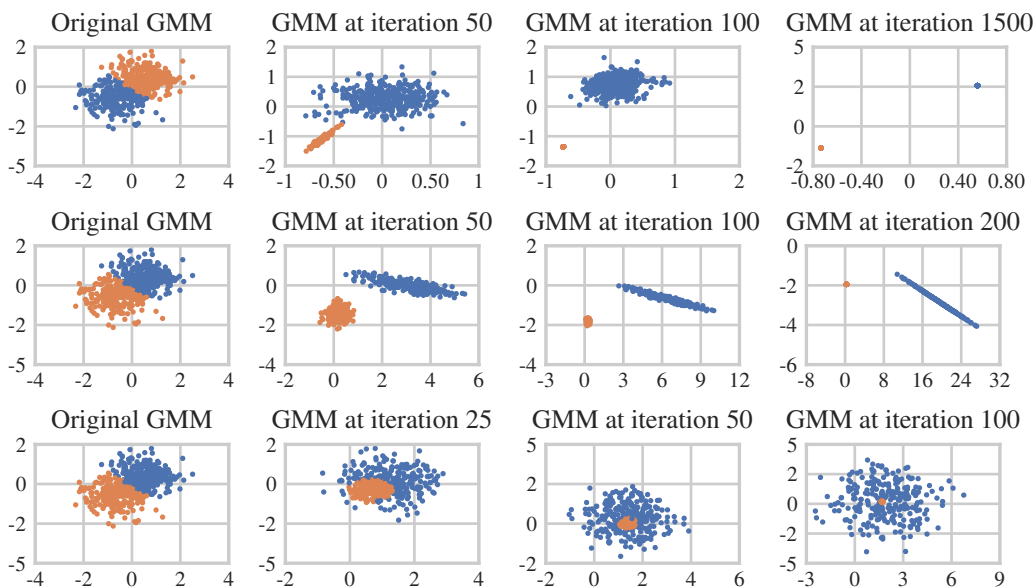 Original GMM GMM at iteration 50 GMM at iteration 100 GMM at iteration 1500
2 2 2 5
0 1 1 2
-2 0 0 0
-5 -1 -1 -2
-2 -2
-4 -2 0 2 4 -1 -0.50 0 0.50 1 -1 0 1 2 -0.80 -0.40 0 0.40 0.80
Original GMM GMM at iteration 50 GMM at iteration 100 GMM at iteration 200
2 2 2 0
0 0 0 -2
-2 -2 -2 -4
-5 -4 -4 -6
-4 -2 0 2 4 -2 0 2 4 6 -3 0 3 6 9 12 -8 0 8 16 24 32
Original GMM GMM at iteration 25 GMM at iteration 50 GMM at iteration 100
2 2 5 5
0 0 2 2
-2 -2 0 0
-5 -4 -2 -2
-5
-4 -2 0 2 4 -2 0 2 4 -2 0 2 4 6 -3 0 3 6 9